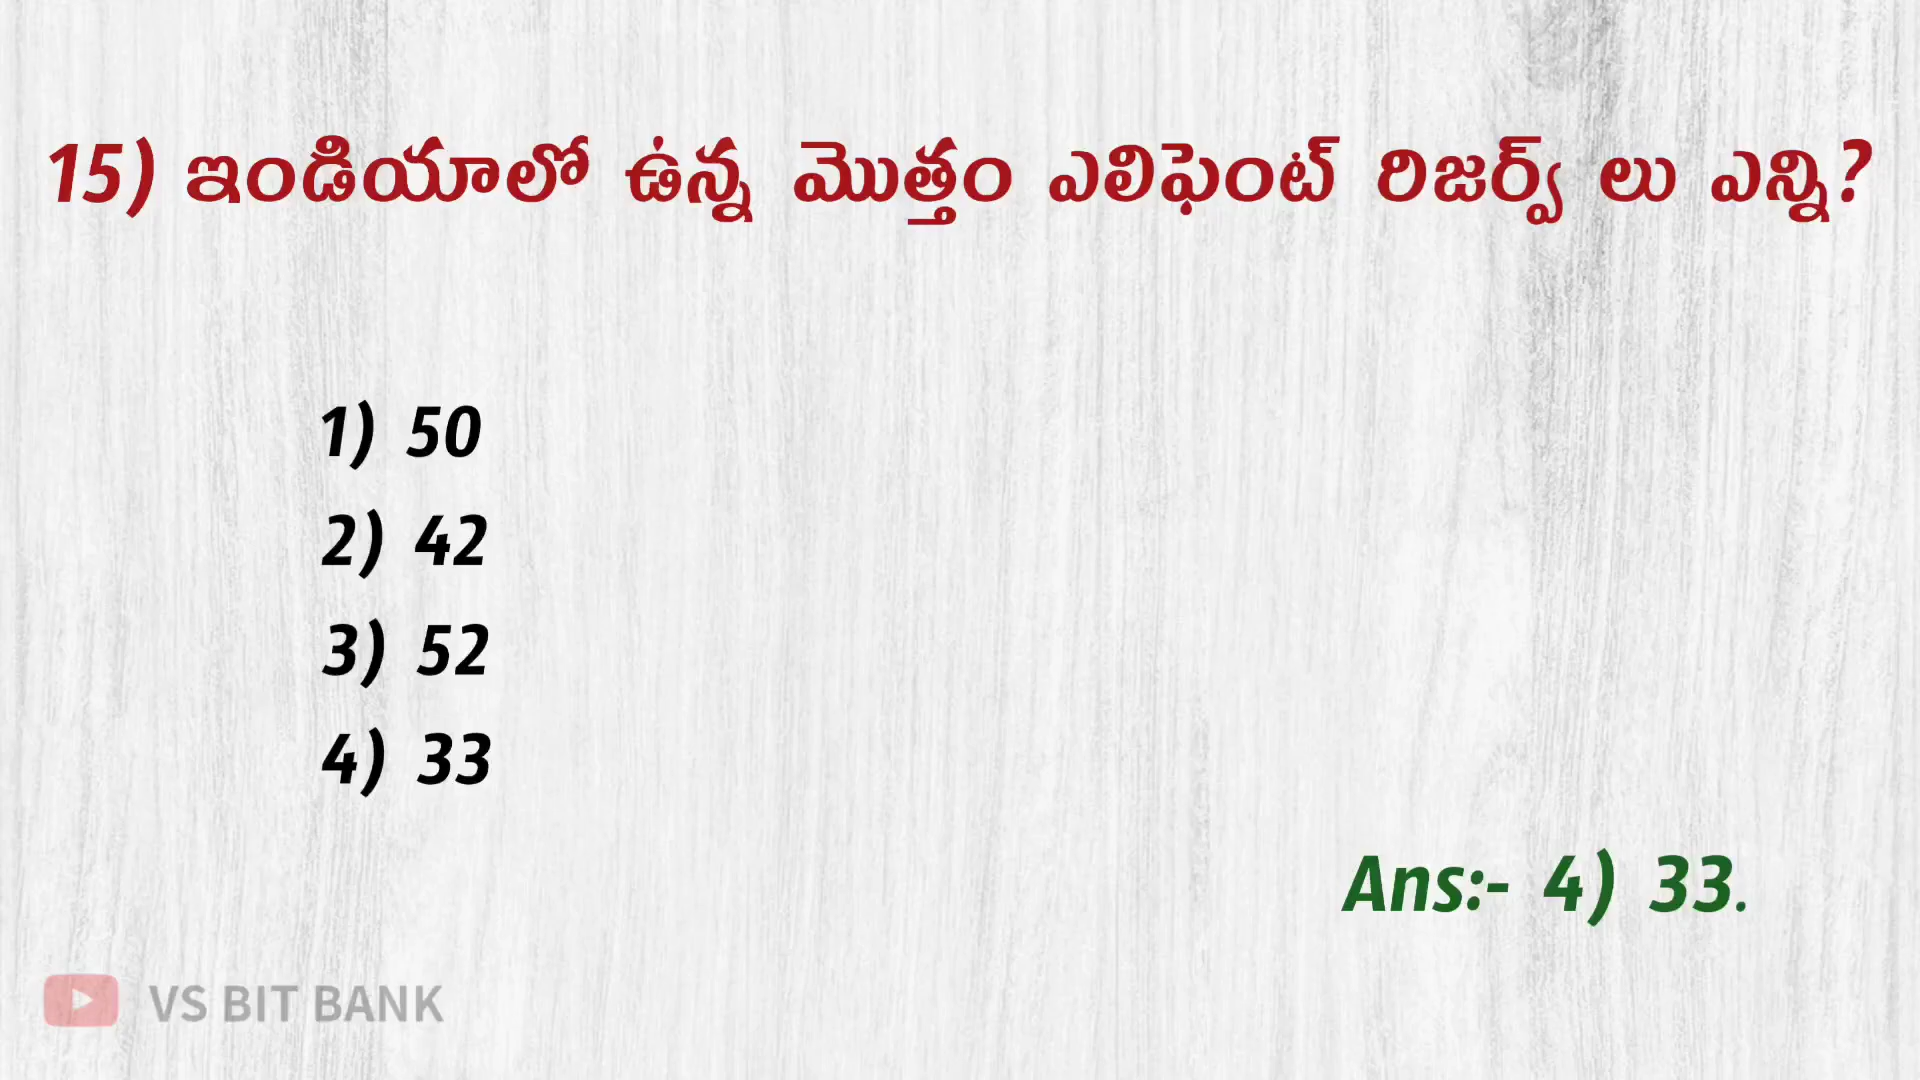 15) ఇండియాలో ఉన్న మొత్తం ఎలిఫెంట్ రిజర్వ్ లు ఎన్ని?
1) 50
2) 42
3) 52
4) 33
Ans:- 4) 33.
VS BIT BANK